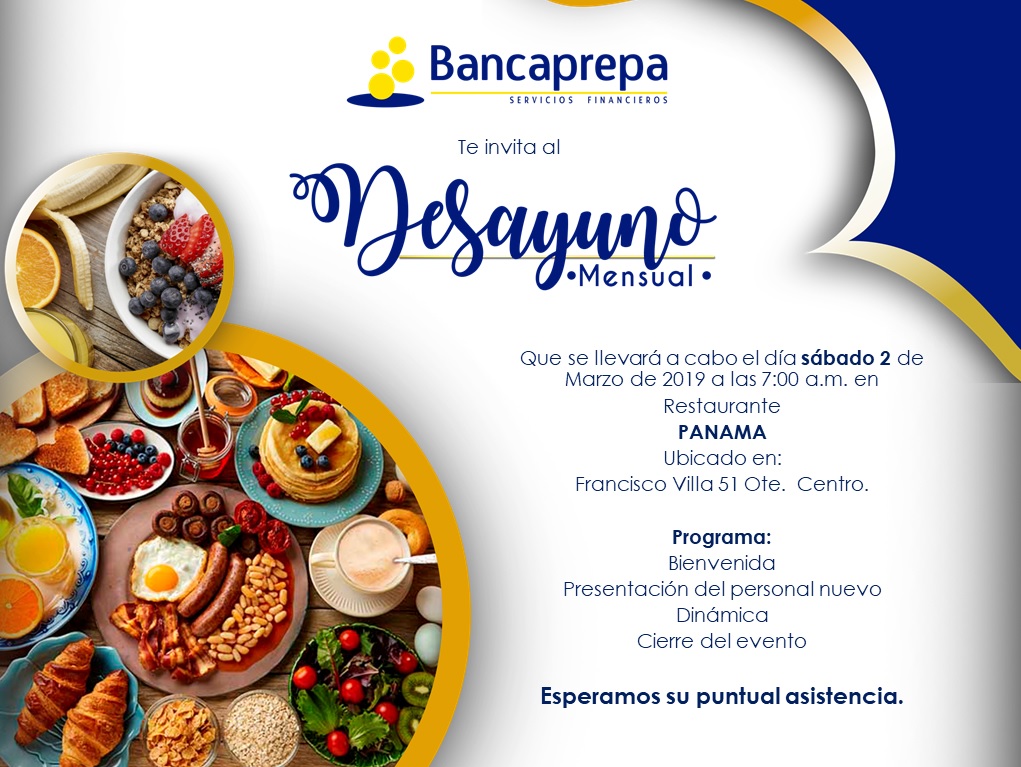 Bancaprepa
SERVICIOS FINANCIEROS
Te invita al
Desayuno
•Mensual •
Que se llevará a cabo el día sábado 2 de
Marzo de 2019 a las 7:00 a.m. en
Restaurante
PANAMA
Ubicado en:
Francisco Villa 51 Ote. Centro.
Programa:
Bienvenida
Presentación del personal nuevo
Dinámica
Cierre del evento
Esperamos su puntual asistencia.